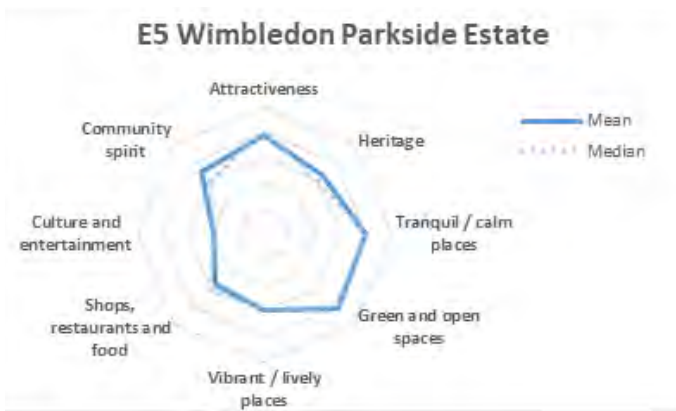 E5 Wimbledon Parkside Estate
Attractiveness
Heritage
Tranquil / calm
places
Green and open
spaces
Vibrant / lively
places
Shops,
restaurants and
food
Culture and
entertainment
Community
spirit
Mean
Median